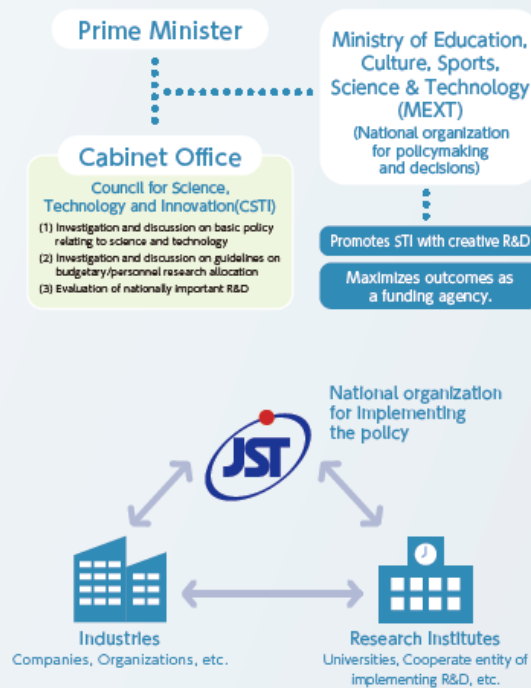 Prime Minister
Ministry of Education,
Culture, Sports,
Science & Technology
(MEXT)
(National organization
for policymaking
and decisions)
Cabinet Office
Council for Science,
Technology and Innovation(CSTI)
(1) Investigation and discussion on basic policy
relating to science and technology
(2) Investigation and discussion on guidelines on
budgetary/personnel research allocation
(3) Evaluation of nationally important R&D
Promotes STI with creative R&D
Maximizes outcomes as
a funding agency.
National organization
for implementing
the policy
JST
Industries
Companies, Organizations, etc.
Research Institutes
Universities, Cooperate entity of
implementing R&D, etc.